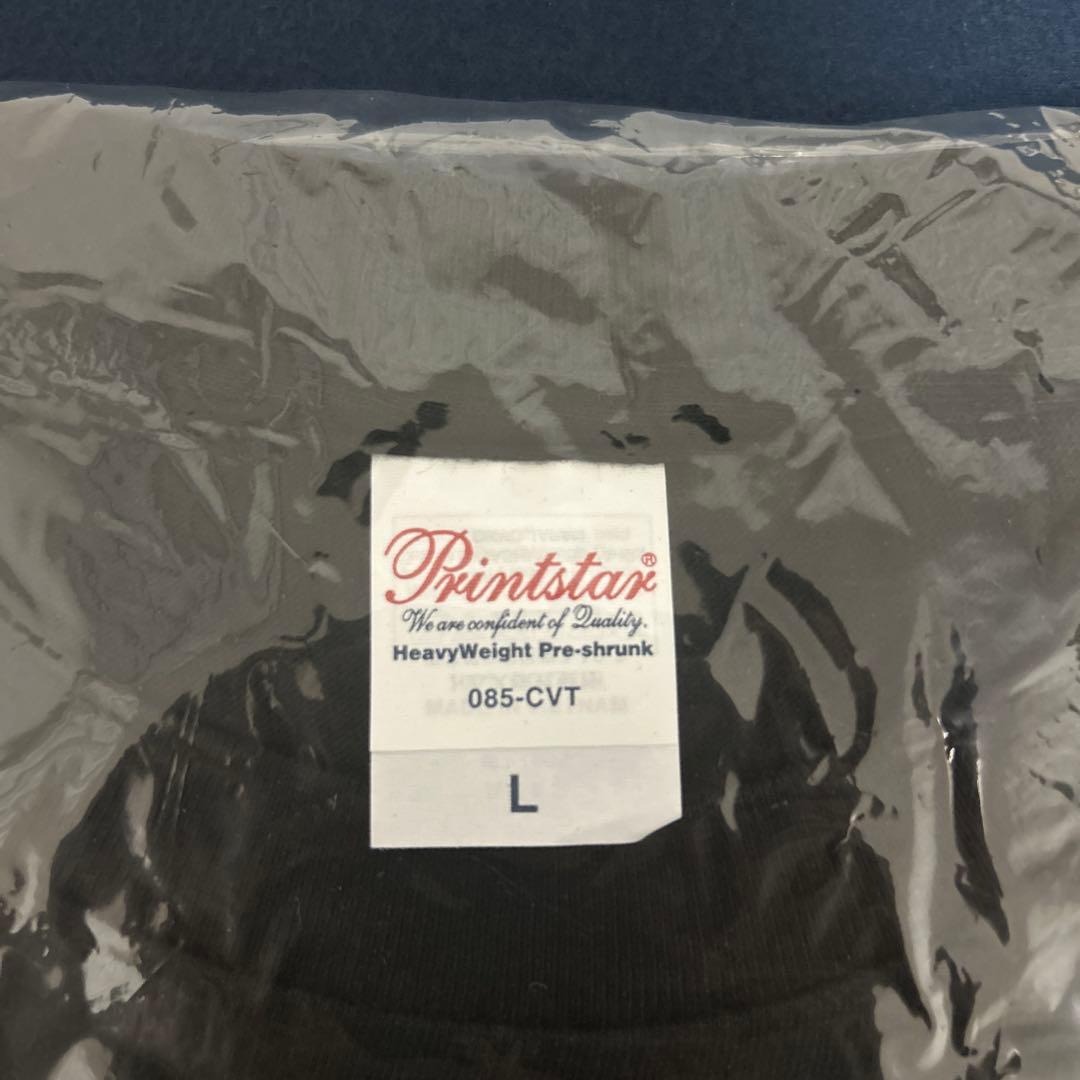 Printstar®
We are confident of Quality.
HeavyWeight Pre-shrunk
085-CVT
L